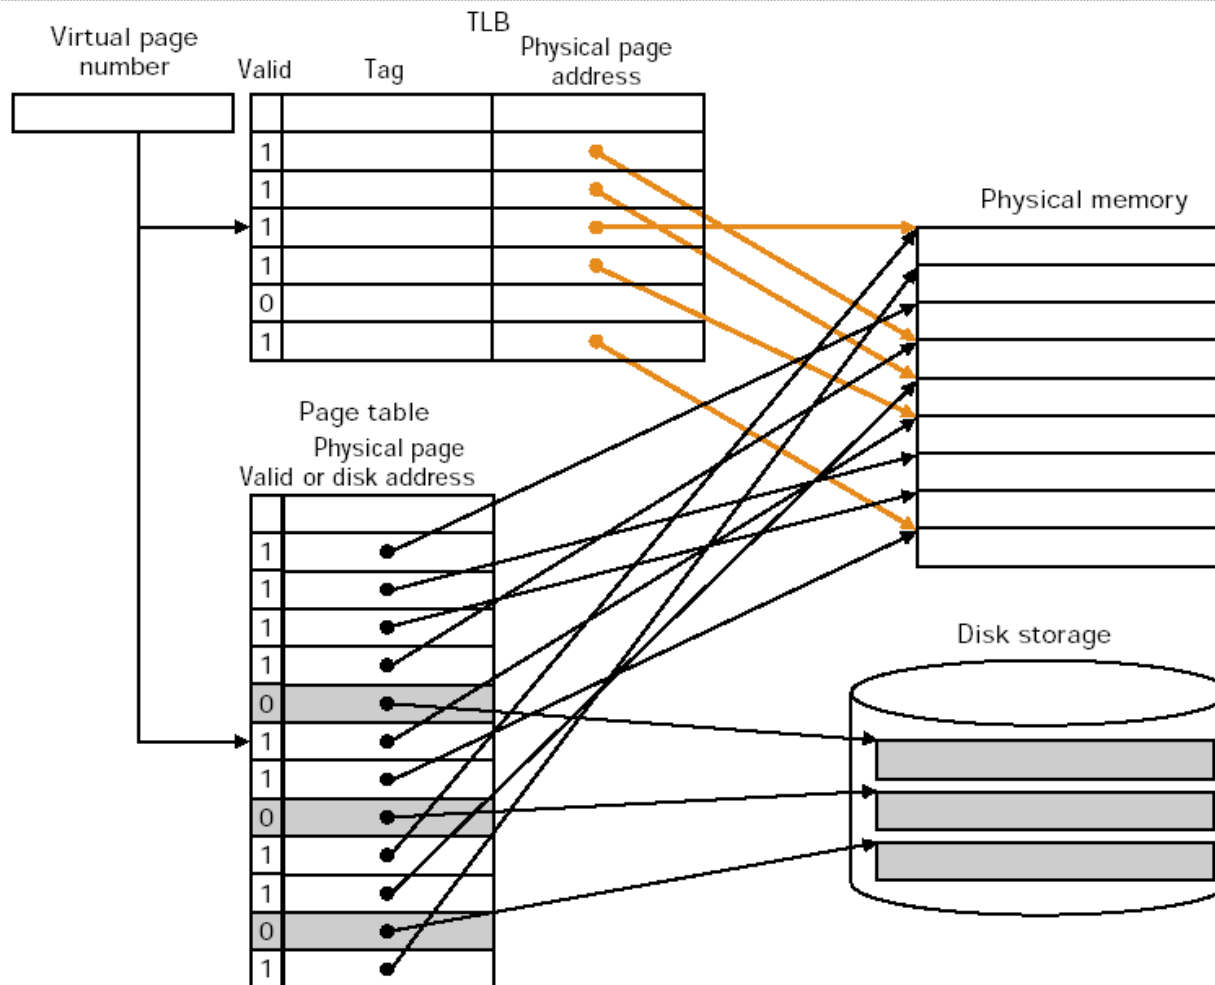 TLB
Virtual page
number
Valid
Tag
Physical page
address
1
1
1
1
0
1
Physical memory
Page table
Physical page
Valid or disk address
1
1
1
1
0
1
1
0
1
1
0
1
Disk storage